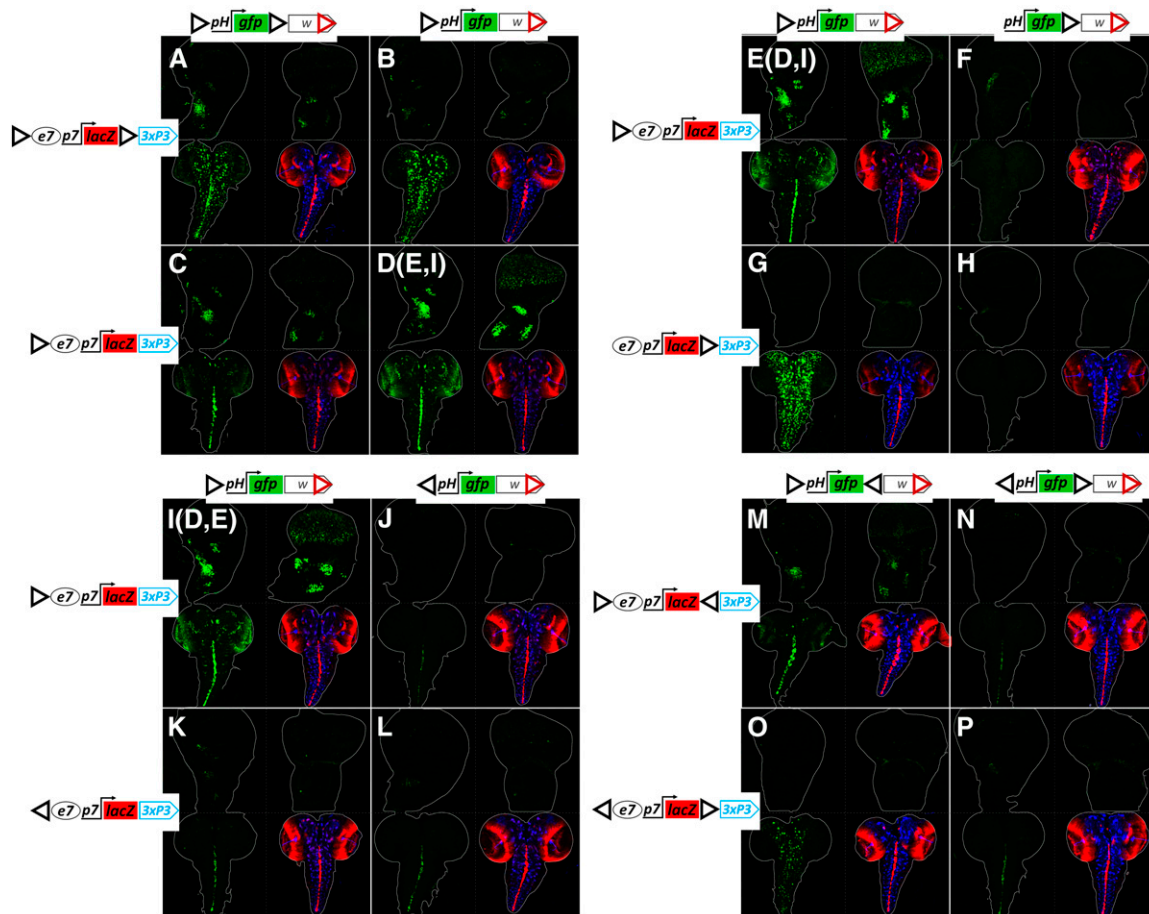 pH gfp w
pH gfp w
A
B
e7 p7 lacZ 3xP3
C
D(E,I)
e7 p7 lacZ 3xP3
pH gfp w
pH gfp w
E(D,I)
F
e7 p7 lacZ 3xP3
G
H
e7 p7 lacZ 3xP3
pH gfp w
pH gfp w
I(D,E)
J
e7 p7 lacZ 3xP3
K
L
e7 p7 lacZ 3xP3
pH gfp w
pH gfp w
M
N
e7 p7 lacZ 3xP3
O
P
e7 p7 lacZ 3xP3